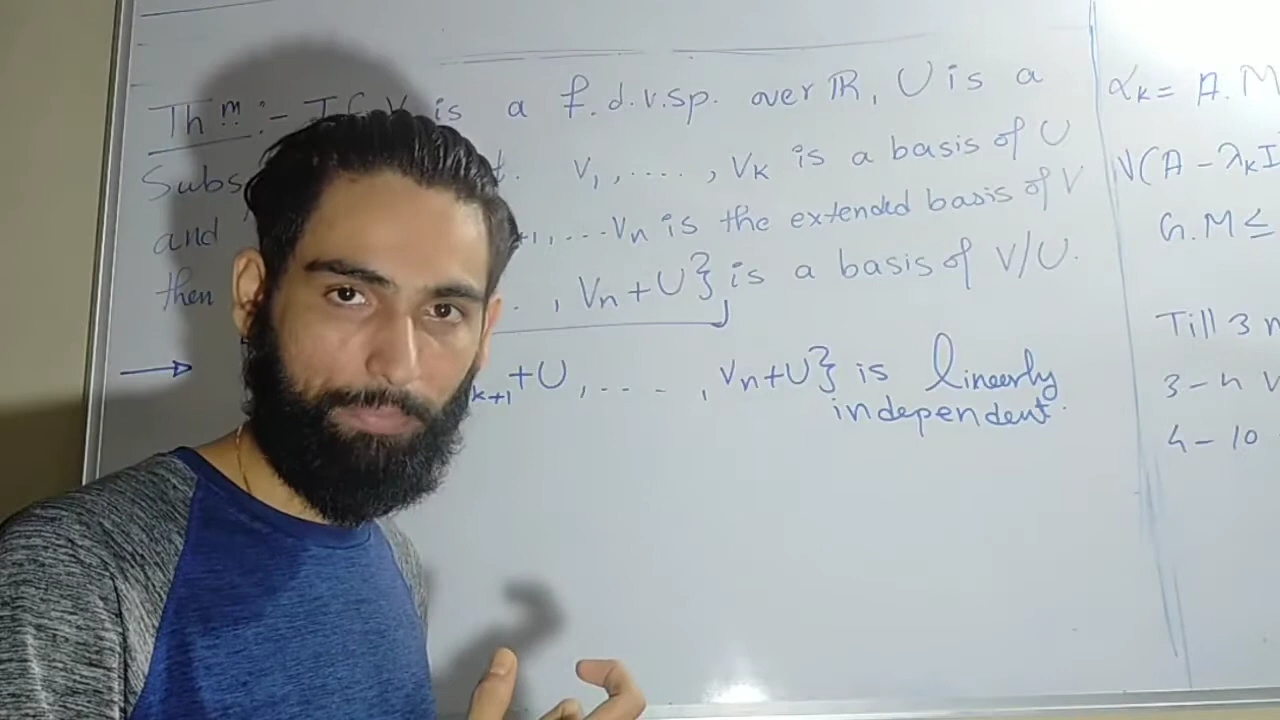 Thᵐ:- If V is a f.d.v.sp. over ℝ, U is a
Subs t. v₁, ...., vₖ is a basis of U
and +1, ...vₙ is the extended basis of V
then . , vₙ+U} is a basis of V/U.
→ ₖ₊₁+U, ...., vₙ+U} is linearly
independent.
αₖ= A.M
N(A - λₖI
G.M ≤
Till 3
3 - 4
4 - 10